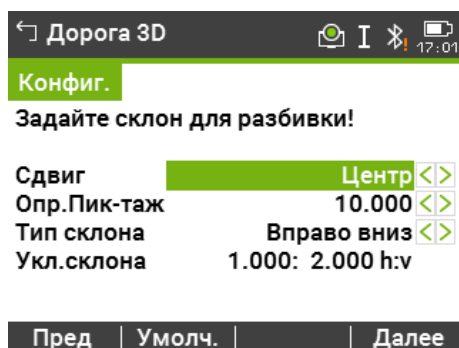 Дорога 3D
17:01
Конфиг.
Задайте склон для разбивки!
Сдвиг Центр
Опр.Пик-таж 10.000
Тип склона Вправо вниз
Укл.склона 1.000: 2.000 h:v
Пред Умолч. Далее